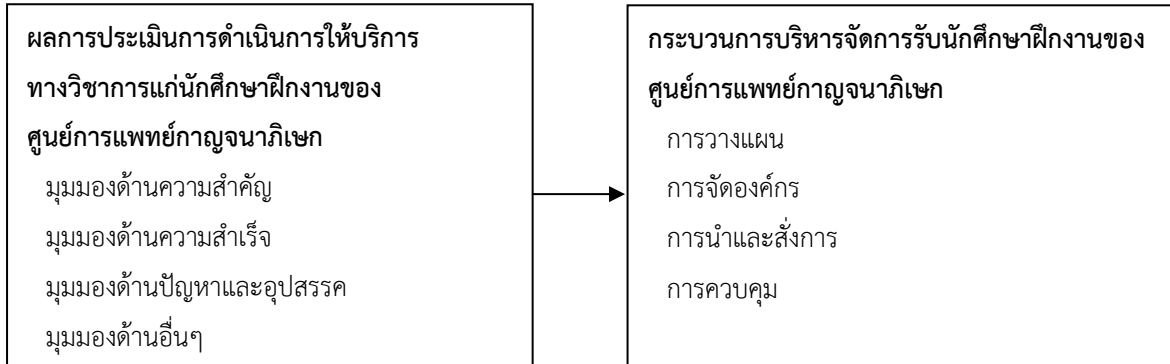 ผลการประเมินการดำเนินการให้บริการ
ทางวิชาการแก่นักศึกษาฝึกงานของ
ศูนย์การแพทย์กาญจนาภิเษก
มุมมองด้านความสำคัญ
มุมมองด้านความสำเร็จ
มุมมองด้านปัญหาและอุปสรรค
มุมมองด้านอื่นๆ
กระบวนการบริหารจัดการรับนักศึกษาฝึกงานของ
ศูนย์การแพทย์กาญจนาภิเษก
การวางแผน
การจัดองค์กร
การนำและสั่งการ
การควบคุม